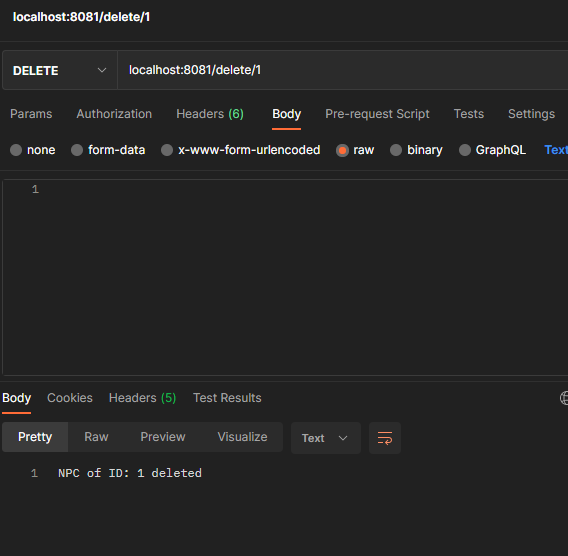 localhost:8081/delete/1
DELETE localhost:8081/delete/1
Params Authorization Headers (6) Body Pre-request Script Tests Settings
none form-data x-www-form-urlencoded raw binary GraphQL Text
1
Body Cookies Headers (5) Test Results
Pretty Raw Preview Visualize Text
1 NPC of ID: 1 deleted